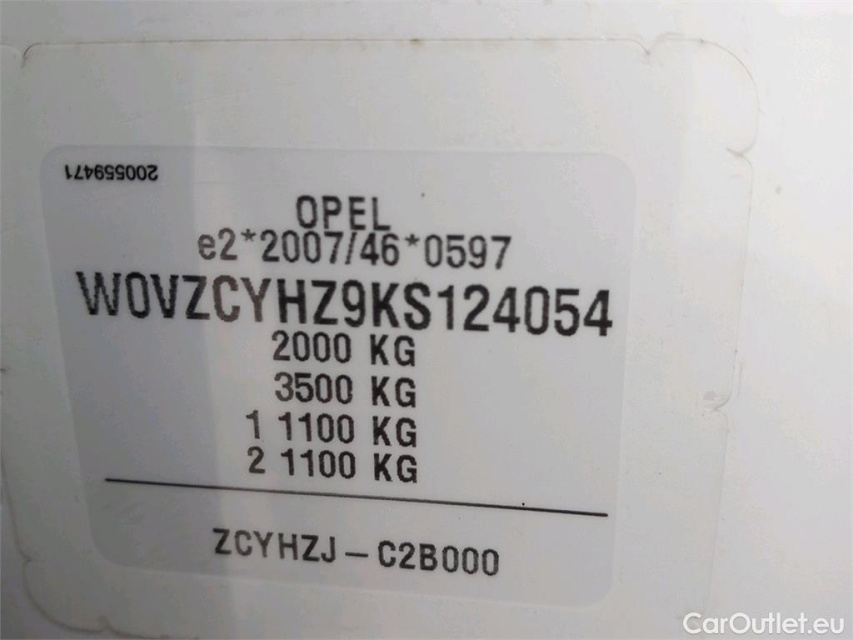 200559471
OPEL
e2*2007/46*0597
W0VZCYHZ9KS124054
2000 KG
3500 KG
1 1100 KG
2 1100 KG
ZCYHZJ – C2B000
CarOutlet.eu